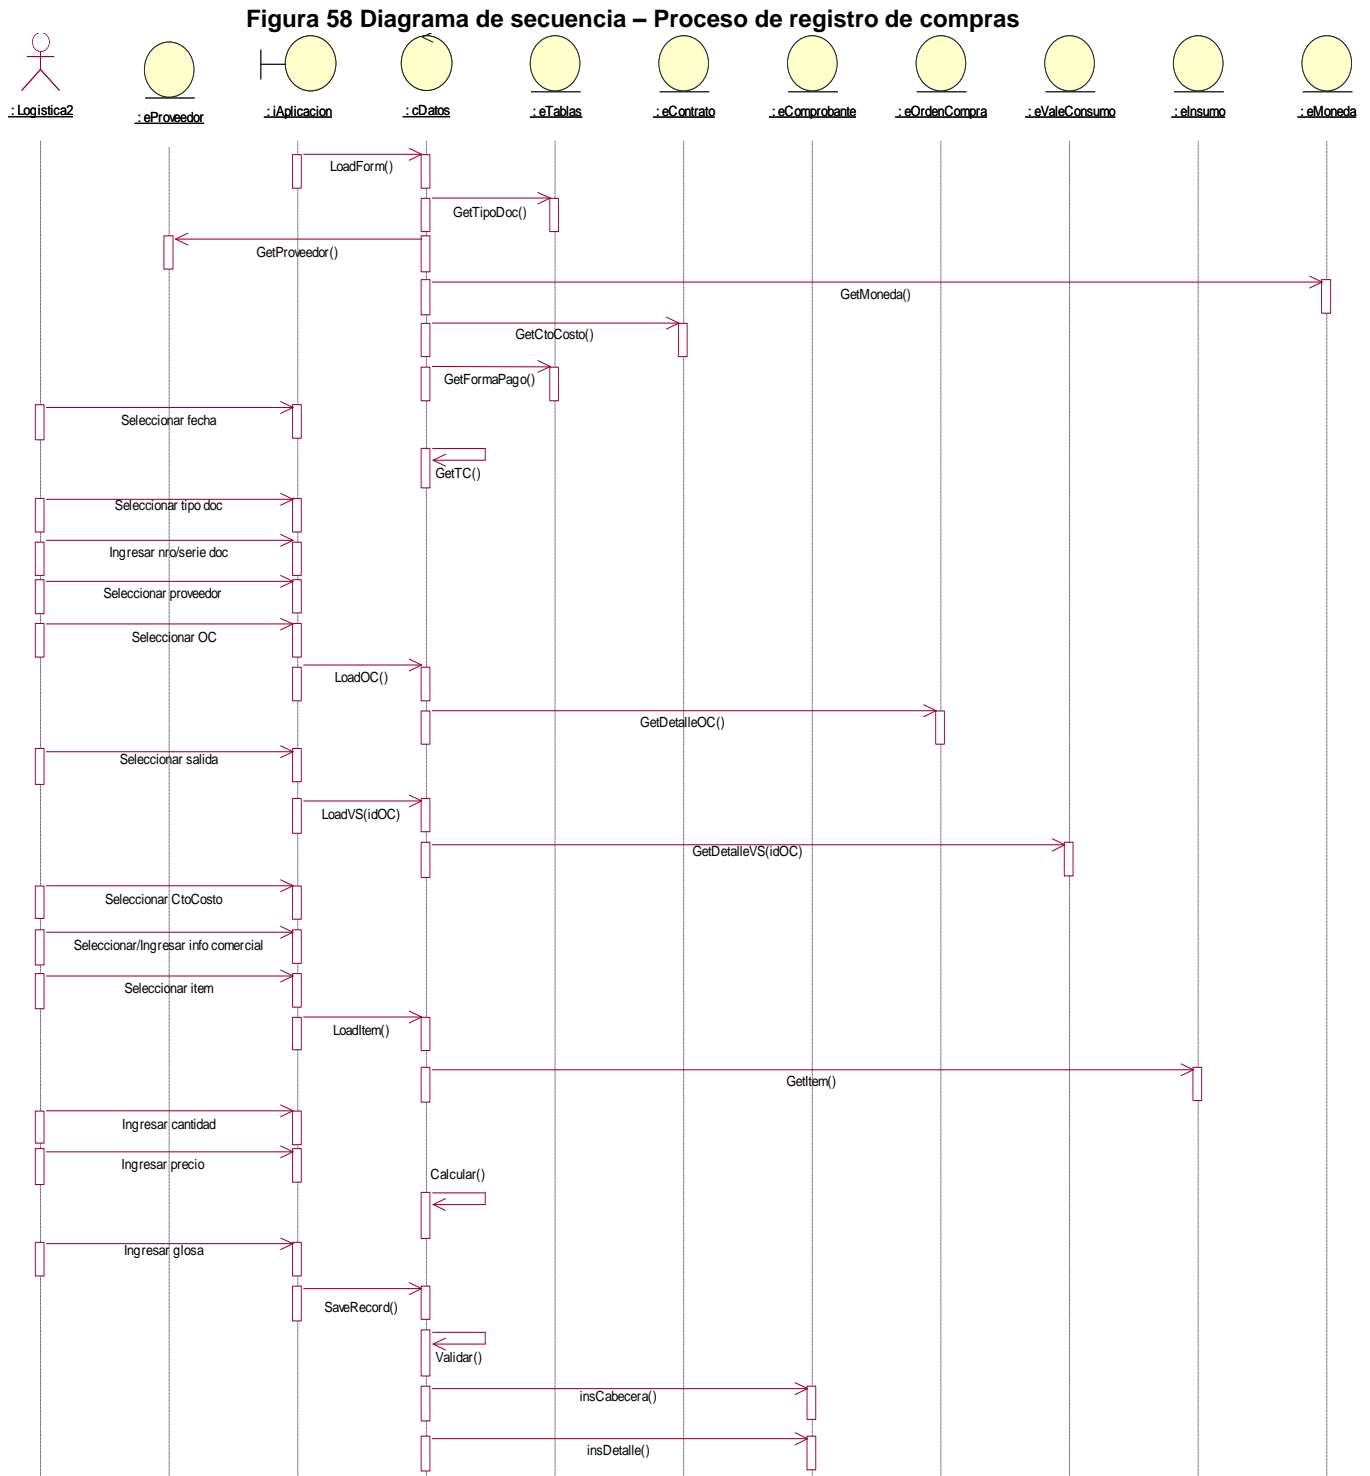 Figura 58 Diagrama de secuencia – Proceso de registro de compras
: Logistica2
: eProveedor
: iAplicacion
: cDatos
: eTablas
: eContrato
: eComprobante
: eOrdenCompra
: eValeConsumo
: eInsumo
: eMoneda
LoadForm()
GetTipoDoc()
GetProveedor()
GetMoneda()
GetCtoCosto()
GetFormaPago()
Seleccionar fecha
GetTC()
Seleccionar tipo doc
Ingresar nro/serie doc
Seleccionar proveedor
Seleccionar OC
LoadOC()
GetDetalleOC()
Seleccionar salida
LoadVS(idOC)
GetDetalleVS(idOC)
Seleccionar CtoCosto
Seleccionar/Ingresar info comercial
Seleccionar item
LoadItem()
GetItem()
Ingresar cantidad
Ingresar precio
Calcular()
Ingresar glosa
SaveRecord()
Validar()
insCabecera()
insDetalle()